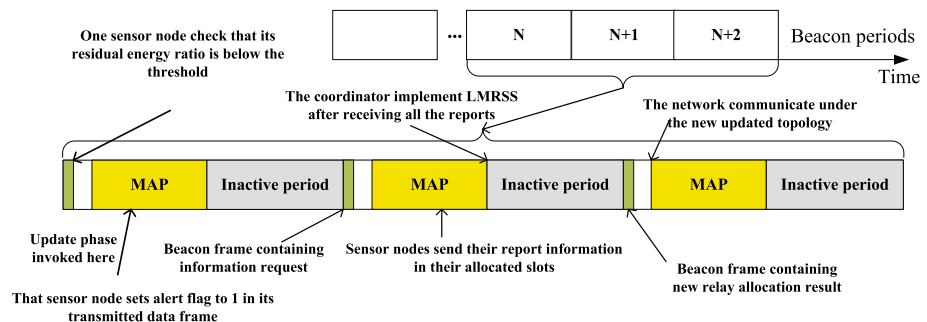 One sensor node check that its
residual energy ratio is below the
threshold
...
N
N+1
N+2
Beacon periods
Time
The coordinator implement LMRSS
after receiving all the reports
The network communicate under
the new updated topology
MAP
Inactive period
MAP
Inactive period
MAP
Inactive period
Update phase
invoked here
Beacon frame containing
information request
Sensor nodes send their report information
in their allocated slots
Beacon frame containing
new relay allocation result
That sensor node sets alert flag to 1 in its
transmitted data frame